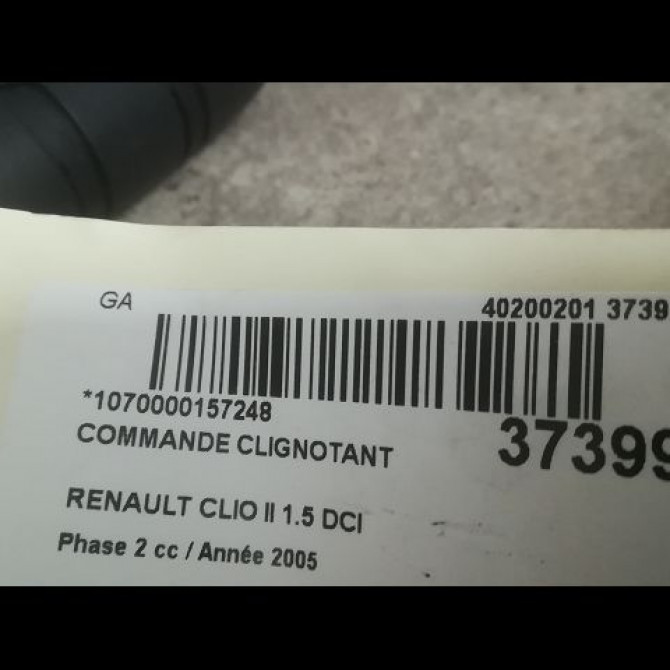 GA 40200201 3739
*1070000157248
COMMANDE CLIGNOTANT 37399
RENAULT CLIO II 1.5 DCI
Phase 2 cc / Année 2005